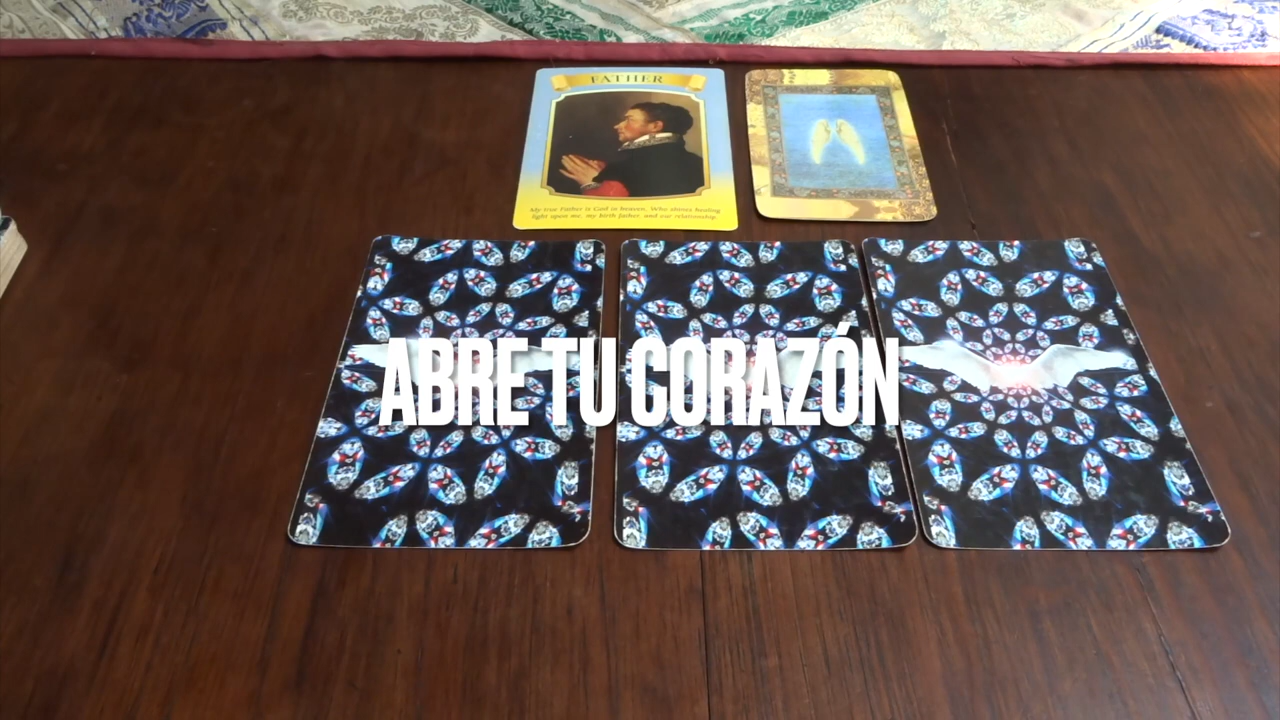 FATHER
My true Father is God in heaven, Who shines healing
light upon me, my birth father, and our relationship.
ABRE TU CORAZÓN